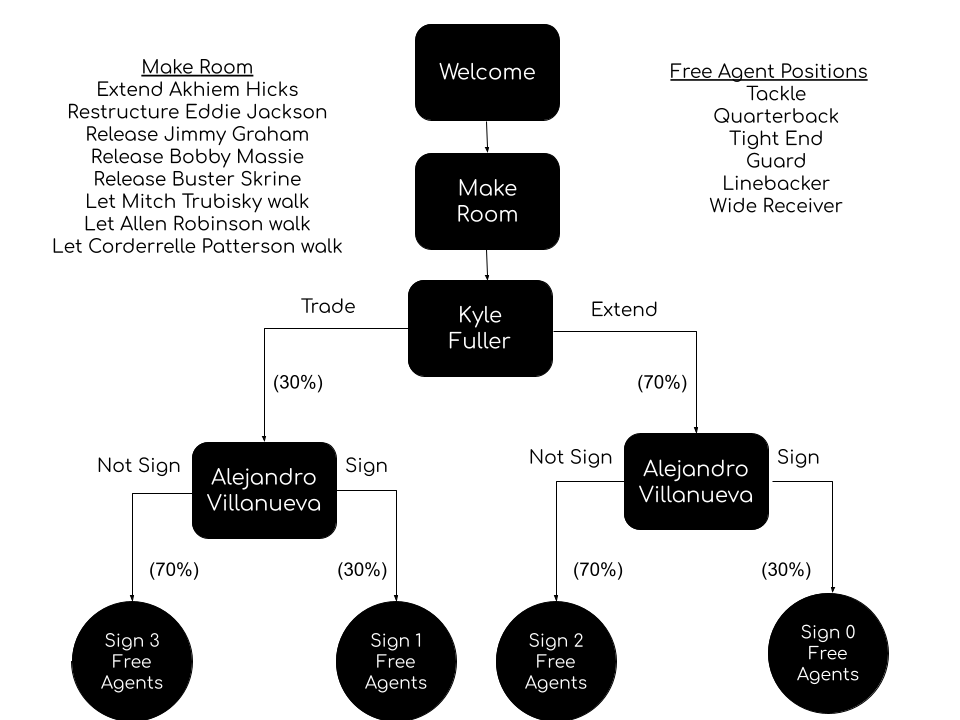 Welcome
Make Room
Extend Akhiem Hicks
Restructure Eddie Jackson
Release Jimmy Graham
Release Bobby Massie
Release Buster Skrine
Let Mitch Trubisky walk
Let Allen Robinson walk
Let Corderrelle Patterson walk
Free Agent Positions
Tackle
Quarterback
Tight End
Guard
Linebacker
Wide Receiver
Make
Room
Kyle
Fuller
Trade
Extend
(30%)
(70%)
Alejandro
Villanueva
Not Sign
Sign
(70%)
(30%)
Alejandro
Villanueva
Not Sign
Sign
(70%)
(30%)
Sign 3
Free
Agents
Sign 1
Free
Agents
Sign 2
Free
Agents
Sign 0
Free
Agents